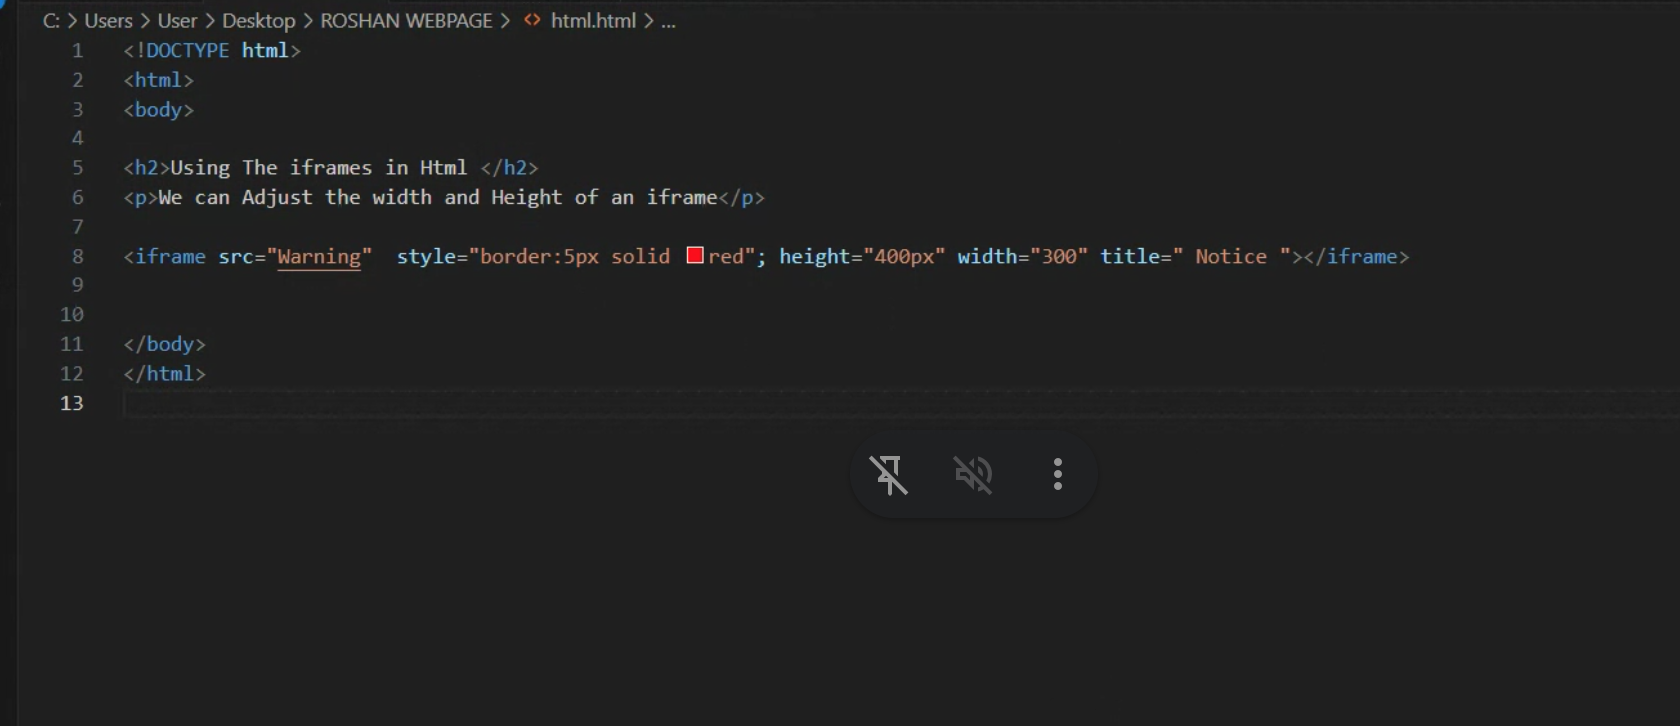 C: > Users > User > Desktop > ROSHAN WEBPAGE > <> html.html > ...
1 <!DOCTYPE html>
2 <html>
3 <body>
4
5 <h2>Using The iframes in Html </h2>
6 <p>We can Adjust the width and Height of an iframe</p>
7
8 <iframe src="Warning"  style="border:5px solid red"; height="400px" width="300" title=" Notice "></iframe>
9
10
11 </body>
12 </html>
13